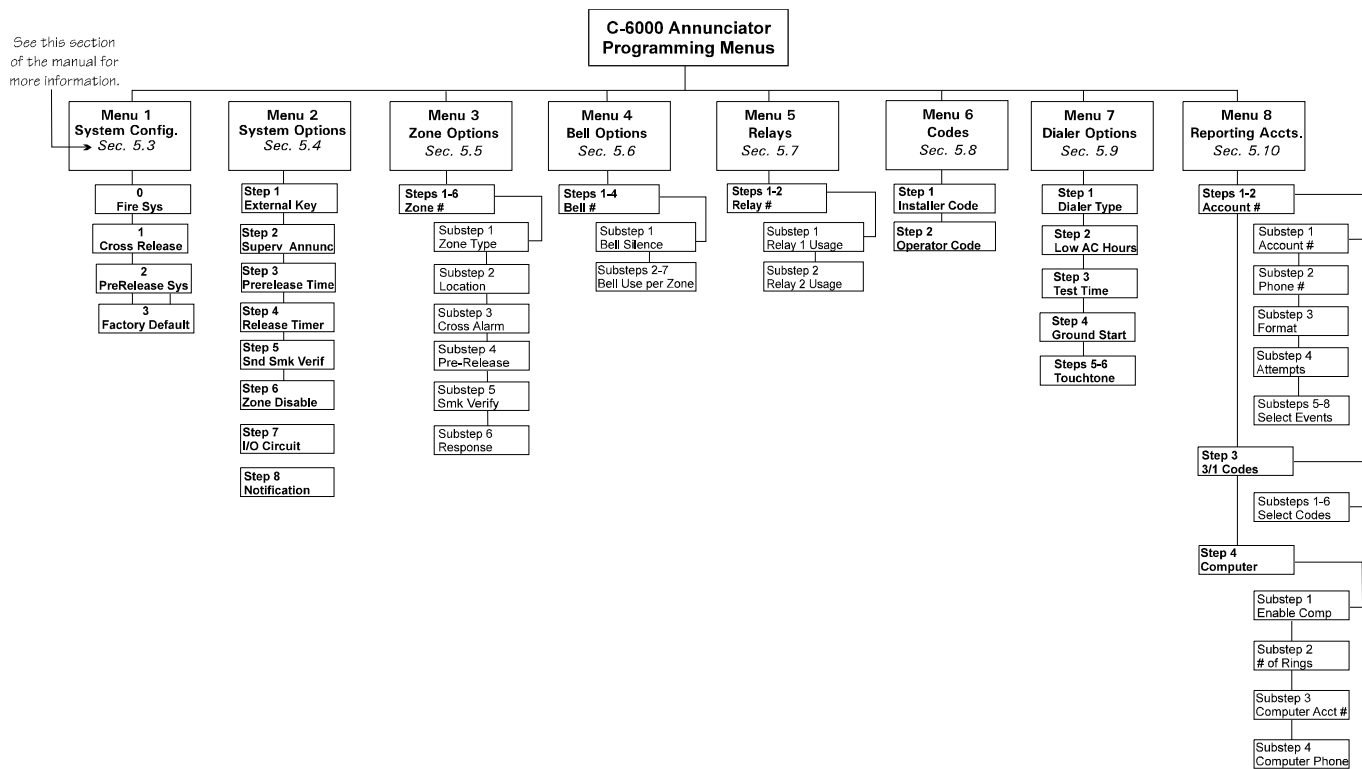 C-6000 Annunciator
Programming Menus
See this section
of the manual for
more information.
Menu 1
System Config.
Sec. 5.3
0
Fire Sys
1
Cross Release
2
PreRelease Sys
3
Factory Default
Menu 2
System Options
Sec. 5.4
Step 1
External Key
Step 2
Superv Annunc
Step 3
Prerelease Time
Step 4
Release Timer
Step 5
Snd Smk Verif
Step 6
Zone Disable
Step 7
I/O Circuit
Step 8
Notification
Menu 3
Zone Options
Sec. 5.5
Steps 1-6
Zone #
Substep 1
Zone Type
Substep 2
Location
Substep 3
Cross Alarm
Substep 4
Pre-Release
Substep 5
Smk Verify
Substep 6
Response
Menu 4
Bell Options
Sec. 5.6
Steps 1-4
Bell #
Substep 1
Bell Silence
Substeps 2-7
Bell Use per Zone
Menu 5
Relays
Sec. 5.7
Steps 1-2
Relay #
Substep 1
Relay 1 Usage
Substep 2
Relay 2 Usage
Menu 6
Codes
Sec. 5.8
Step 1
Installer Code
Step 2
Operator Code
Menu 7
Dialer Options
Sec. 5.9
Step 1
Dialer Type
Step 2
Low AC Hours
Step 3
Test Time
Step 4
Ground Start
Steps 5-6
Touchtone
Menu 8
Reporting Accts.
Sec. 5.10
Steps 1-2
Account #
Substep 1
Account #
Substep 2
Phone #
Substep 3
Format
Substep 4
Attempts
Substeps 5-8
Select Events
Step 3
3/1 Codes
Substeps 1-6
Select Codes
Step 4
Computer
Substep 1
Enable Comp
Substep 2
# of Rings
Substep 3
Computer Acct #
Substep 4
Computer Phone